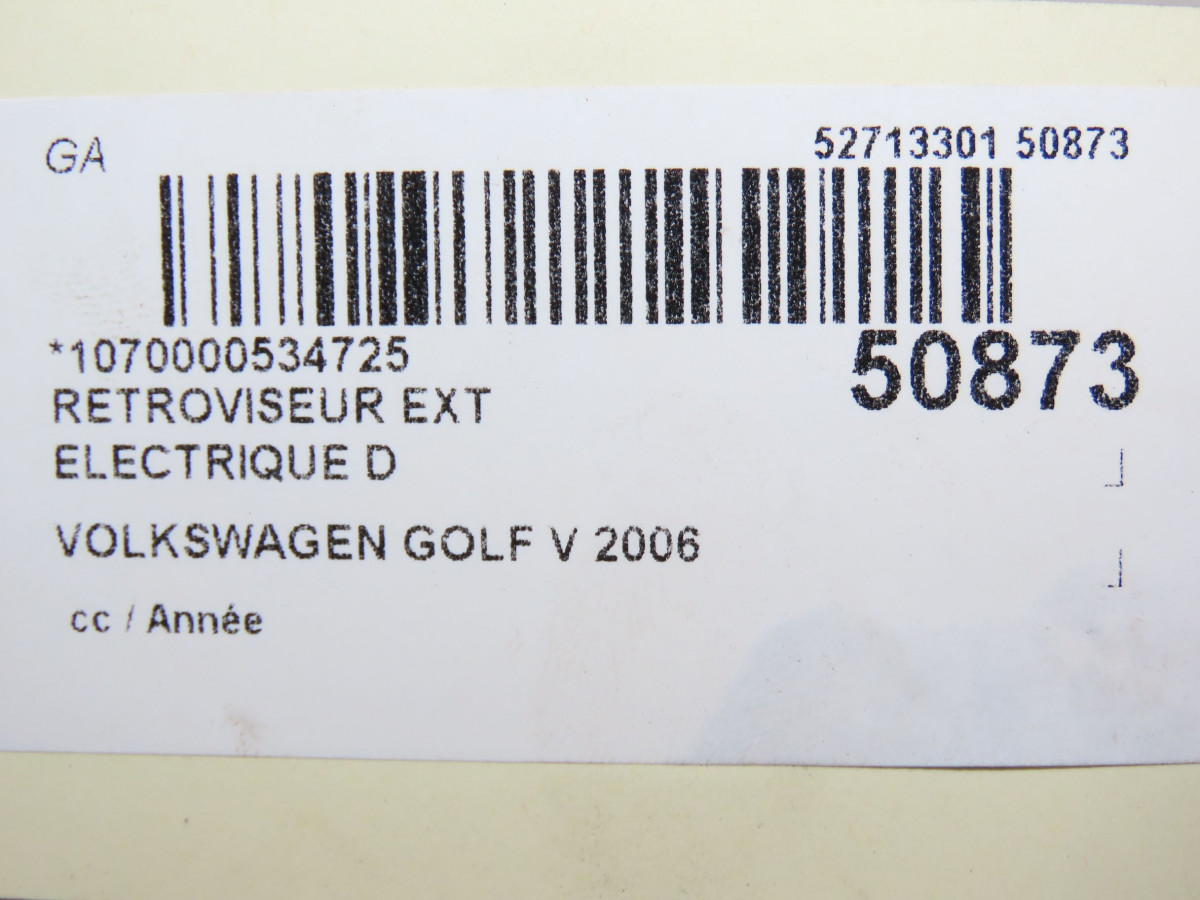 GA
52713301 50873
*1070000534725
50873
RETROVISEUR EXT
ELECTRIQUE D
VOLKSWAGEN GOLF V 2006
cc / Année